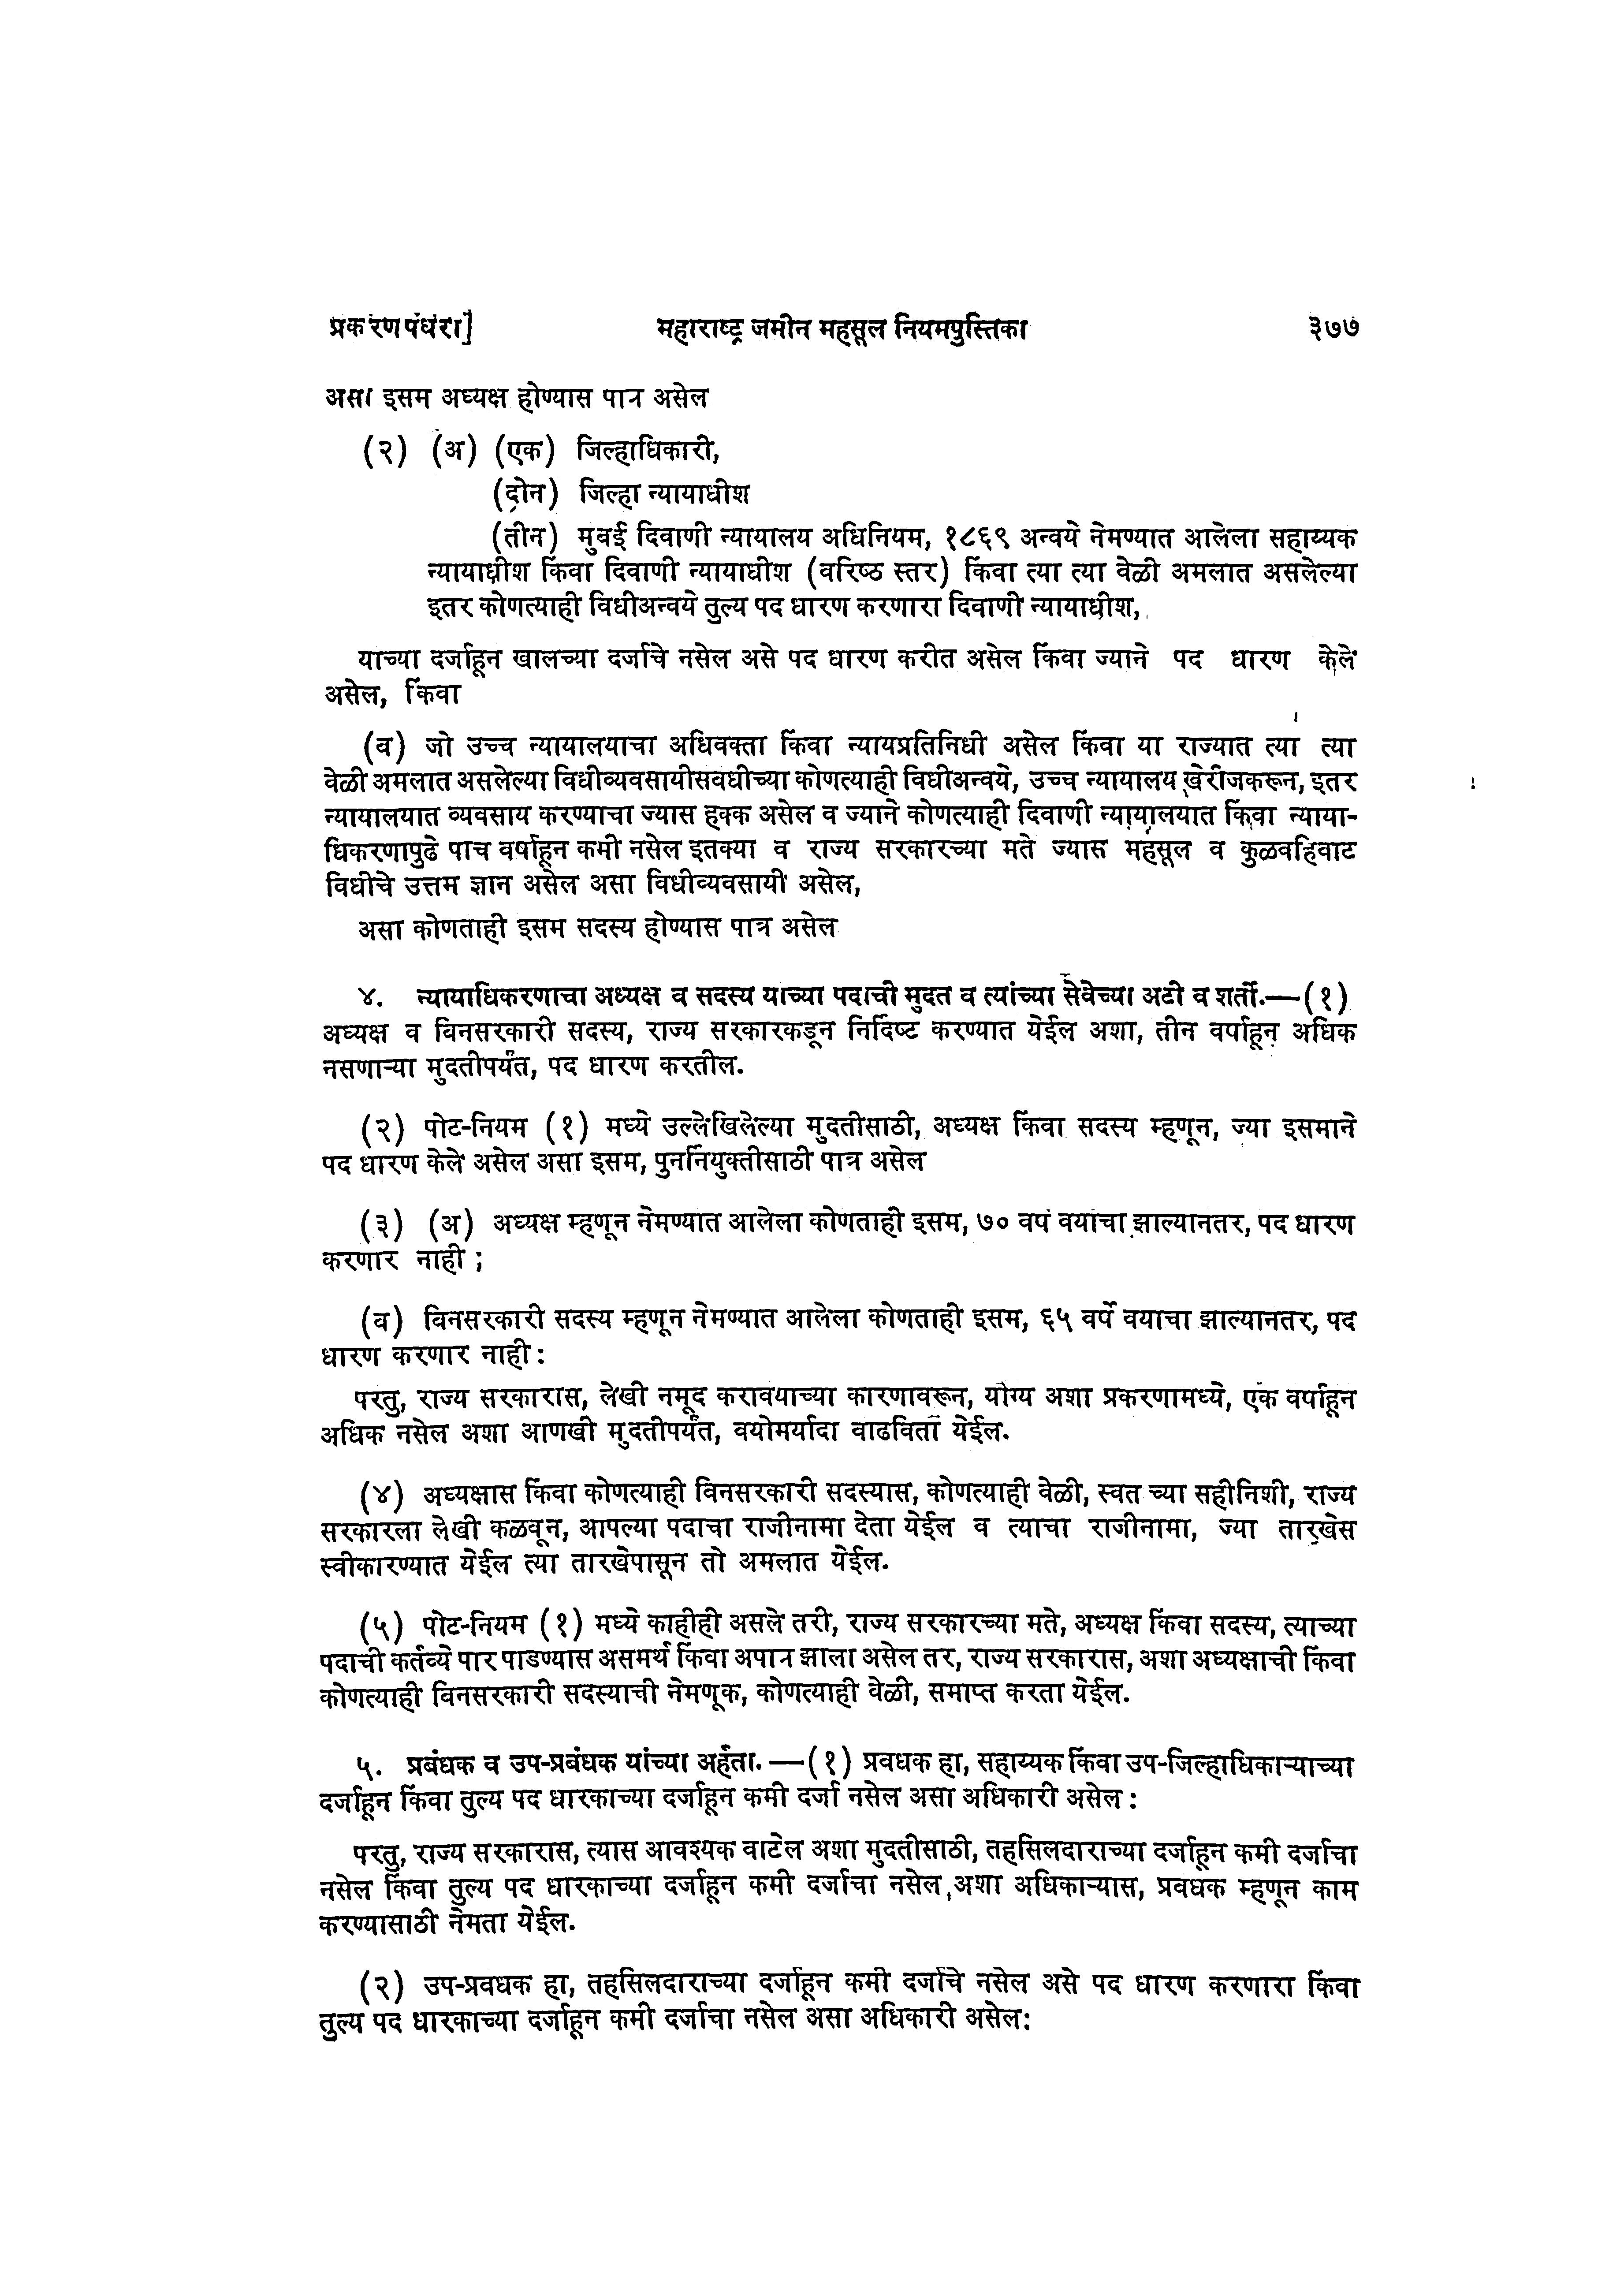 प्रकरण पंधरा]
महाराष्ट्र जमीन महसूल नियमपुस्तिका
३७७
असा इसम अध्यक्ष होण्यास पात्र असेल
(२) (अ) (एक) जिल्हाधिकारी,
(दोन) जिल्हा न्यायाधीश
(तीन) मुबई दिवाणी न्यायालय अधिनियम, १८६९ अन्वये नेमण्यात आलेला सहाय्यक
न्यायाधीश किंवा दिवाणी न्यायाधीश (वरिष्ठ स्तर) किंवा त्या त्या वेळी अमलात असलेल्या
इतर कोणत्याही विधीअन्वये तुल्य पद धारण करणारा दिवाणी न्यायाधीश,
याच्या दर्जाहून खालच्या दर्जाचे नसेल असे पद धारण करीत असेल किंवा ज्याने पद धारण केले
असेल, किंवा
(व) जो उच्च न्यायालयाचा अधिवक्ता किंवा न्यायप्रतिनिधी असेल किंवा या राज्यात त्या त्या
वेळी अमलात असलेल्या विधीव्यवसायीसवधीच्या कोणत्याही विधीअन्वये, उच्च न्यायालय खेरीजकरून, इतर
न्यायालयात व्यवसाय करण्याचा ज्यास हक्क असेल व ज्याने कोणत्याही दिवाणी न्यायालयात किंवा न्याया-
धिकरणापुढे पाच वर्षाहून कमी नसेल इतक्या व राज्य सरकारच्या मते ज्यास महसूल व कुळवहिवाट
विधीचे उत्तम ज्ञान असेल असा विधीव्यवसायी असेल,
असा कोणताही इसम सदस्य होण्यास पात्र असेल
४. न्यायाधिकरणाचा अध्यक्ष व सदस्य याच्या पदाची मुदत व त्यांच्या सेवेच्या अटी व शर्ती.—(१)
अध्यक्ष व विनसरकारी सदस्य, राज्य सरकारकडून निर्दिष्ट करण्यात येईल अशा, तीन वर्षाहून अधिक
नसणाऱ्या मुदतीपर्यंत, पद धारण करतील.
(२) पोट-नियम (१) मध्ये उल्लेखिलेल्या मुदतीसाठी, अध्यक्ष किंवा सदस्य म्हणून, ज्या इसमाने
पद धारण केले असेल असा इसम, पुनर्नियुक्तीसाठी पात्र असेल
(३) (अ) अध्यक्ष म्हणून नेमण्यात आलेला कोणताही इसम, ७० वर्षे वयाचा झाल्यानतर, पद धारण
करणार नाही ;
(व) विनसरकारी सदस्य म्हणून नेमण्यात आलेला कोणताही इसम, ६५ वर्षे वयाचा झाल्यानतर, पद
धारण करणार नाही :
परतु, राज्य सरकारास, लेखी नमूद करावयाच्या कारणावरून, योग्य अशा प्रकरणामध्ये, एक वर्षाहून
अधिक नसेल अशा आणखी मुदतीपर्यंत, वयोमर्यादा वाढविता येईल.
(४) अध्यक्षास किंवा कोणत्याही विनसरकारी सदस्यास, कोणत्याही वेळी, स्वत च्या सहीनिशी, राज्य
सरकारला लेखी कळवून, आपल्या पदाचा राजीनामा देता येईल व त्याचा राजीनामा, ज्या तारखेस
स्वीकारण्यात येईल त्या तारखेपासून तो अमलात येईल.
(५) पोट-नियम (१) मध्ये काहीही असले तरी, राज्य सरकारच्या मते, अध्यक्ष किंवा सदस्य, त्याच्या
पदाची कर्तव्ये पार पाडण्यास असमर्थ किंवा अपात्र झाला असेल तर, राज्य सरकारास, अशा अध्यक्षाची किंवा
कोणत्याही विनसरकारी सदस्याची नेमणूक, कोणत्याही वेळी, समाप्त करता येईल.
५. प्रबंधक व उप-प्रबंधक यांच्या अर्हता.—(१) प्रवधक हा, सहाय्यक किंवा उप-जिल्हाधिकाऱ्याच्या
दर्जाहून किंवा तुल्य पद धारकाच्या दर्जाहून कमी दर्जा नसेल असा अधिकारी असेल :
परतु, राज्य सरकारास, त्यास आवश्यक वाटेल अशा मुदतीसाठी, तहसिलदाराच्या दर्जाहून कमी दर्जाचा
नसेल किंवा तुल्य पद धारकाच्या दर्जाहून कमी दर्जाचा नसेल अशा अधिकाऱ्यास, प्रवधक म्हणून काम
करण्यासाठी नेमता येईल.
(२) उप-प्रवधक हा, तहसिलदाराच्या दर्जाहून कमी दर्जाचे नसेल असे पद धारण करणारा किंवा
तुल्य पद धारकाच्या दर्जाहून कमी दर्जाचा नसेल असा अधिकारी असेल: